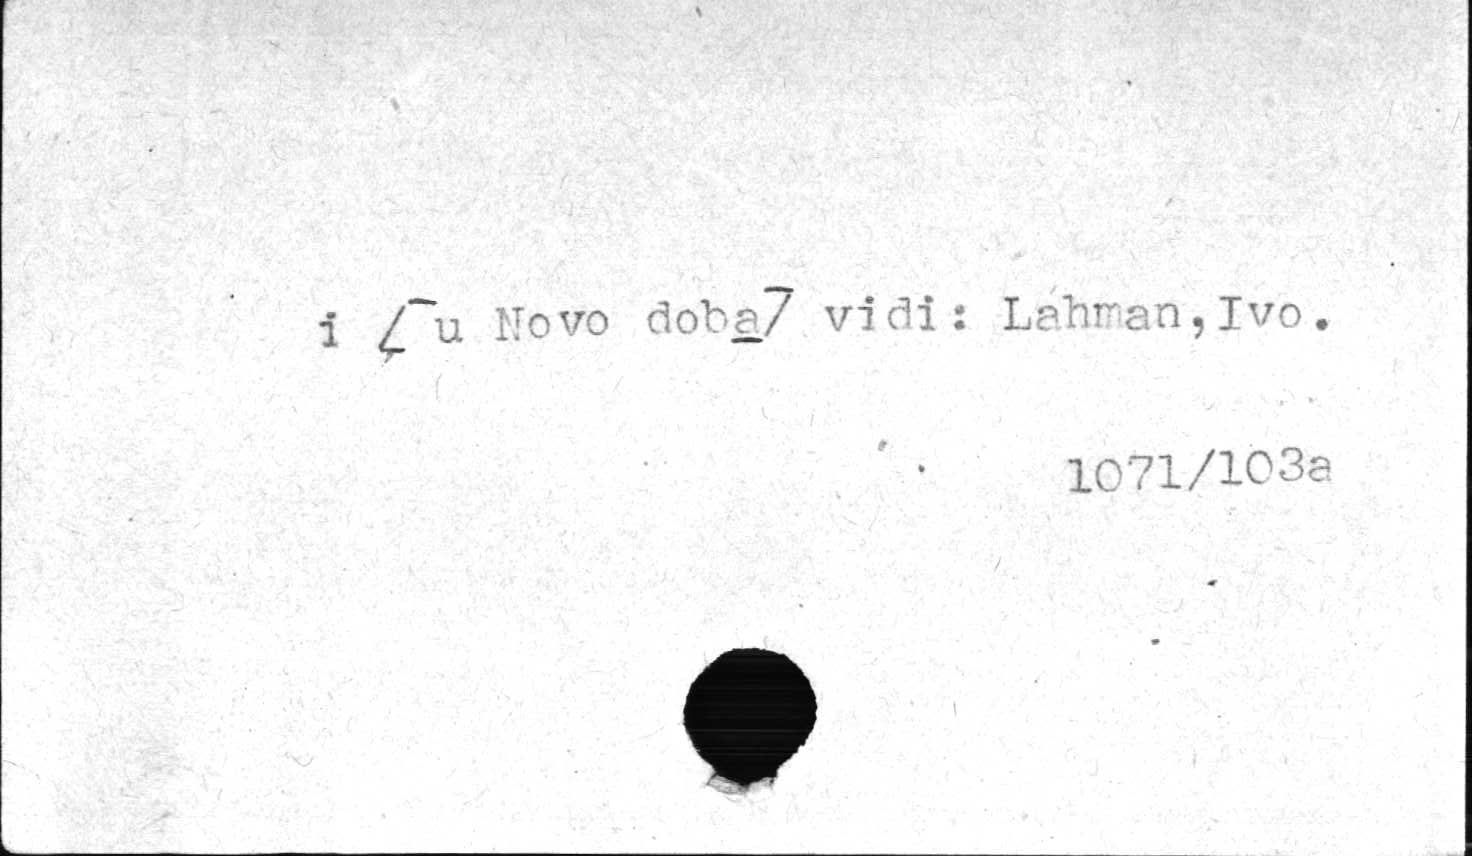 i [u Novo doba] vidi: Lahman,Ivo.
1071/103a